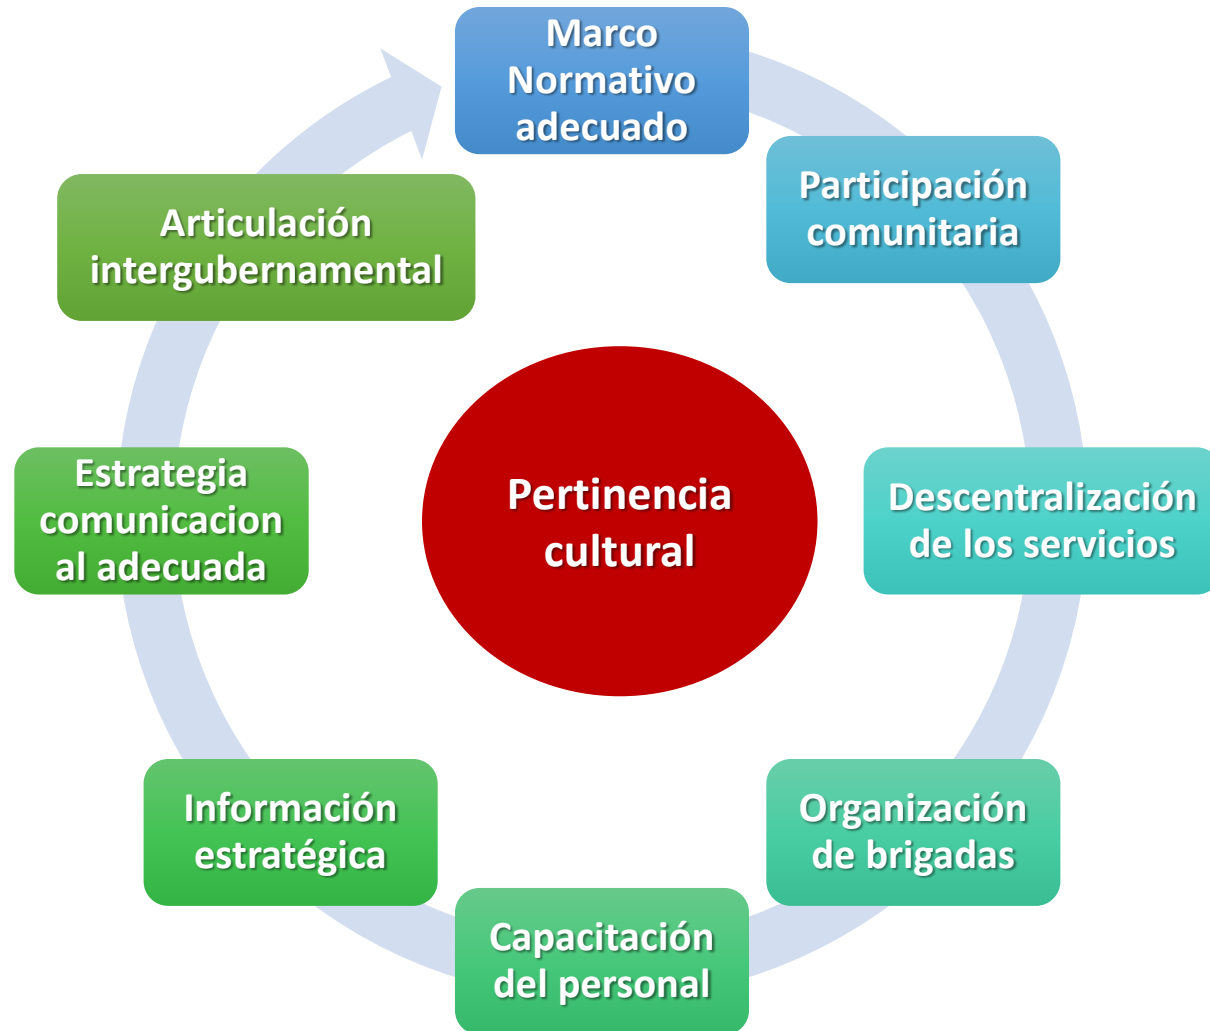 Marco
Normativo
adecuado
Participación
comunitaria
Descentralización
de los servicios
Organización
de brigadas
Capacitación
del personal
Información
estratégica
Estrategia
comunicacion
al adecuada
Articulación
intergubernamental
Pertinencia
cultural